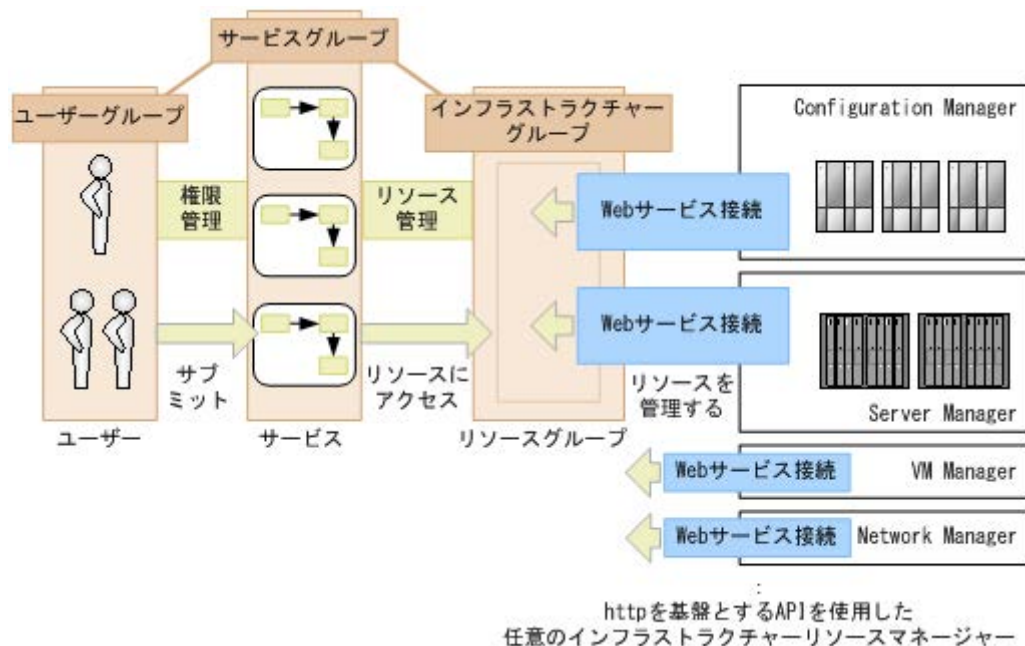 サービスグループ
ユーザーグループ
インフラストラクチャー
グループ
Configuration Manager
権限
管理
リソース
管理
Webサービス接続
Webサービス接続
サブ
ミット
リソースに
アクセス
リソースを
管理する
Server Manager
ユーザー
サービス
リソースグループ
Webサービス接続
VM Manager
Webサービス接続
Network Manager
:
httpを基盤とするAPIを使用した
任意のインフラストラクチャーリソースマネージャー